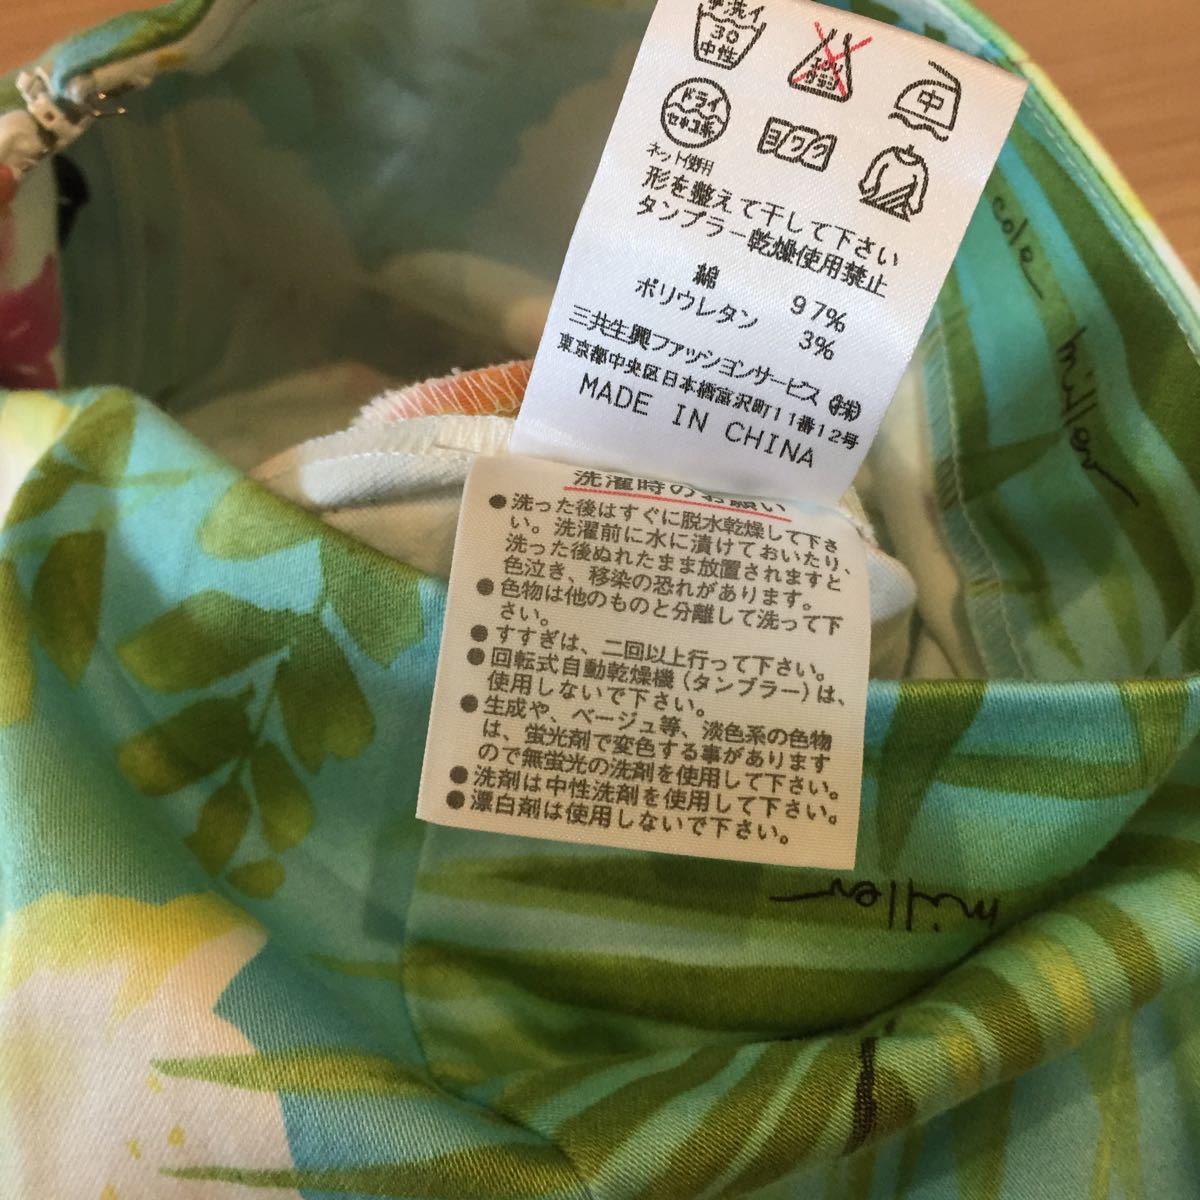 手洗イ
30
中性
エンソ
サラシ
中
ドライ
セキユ系
ヨワク
ネット使用
形を整えて干して下さい
タンブラー乾燥使用禁止
綿 97%
ポリウレタン 3%
三共生興ファッションサービス㈱
東京都中央区日本橋富沢町11番12号
MADE IN CHINA
洗濯時のお願い
●洗った後はすぐに脱水乾燥して下さ
い。洗濯前に水に漬けておいたり、
洗った後ぬれたまま放置されますと
色泣き、移染の恐れがあります。
●色物は他のものと分離して洗って下
さい。
●すすぎは、二回以上行って下さい。
●回転式自動乾燥機(タンブラー)は、
使用しないで下さい。
●生成や、ベージュ等、淡色系の色物
は、蛍光剤で変色する事があります
ので無蛍光の洗剤を使用して下さい。
●洗剤は中性洗剤を使用して下さい。
●漂白剤は使用しないで下さい。
cole
miller
miller